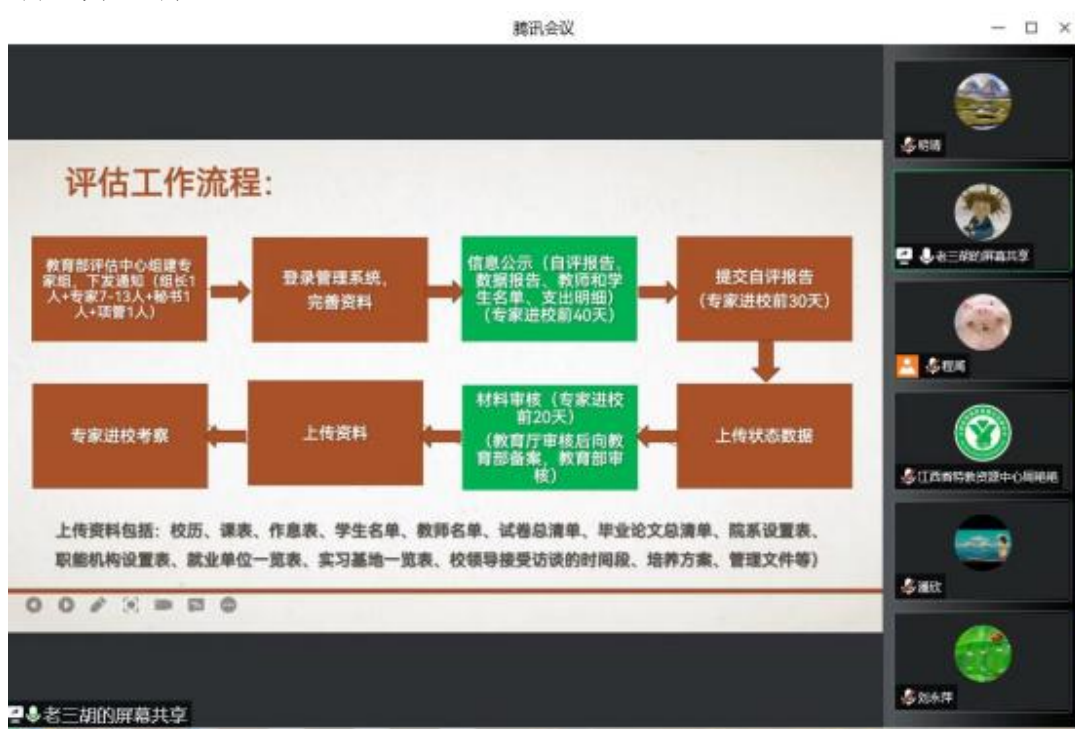 腾讯会议
评估工作流程：
教育部评估中心组建专
家组，下发通知（组长1
人+专家7-13人+秘书1
人+项管1人）
登录管理系统，
完善资料
信息公示（自评报告、
数据报告、教师和学
生名单、支出明细）
（专家进校前40天）
提交自评报告
（专家进校前30天）
上传状态数据
材料审核（专家进校
前20天）
（教育厅审核后向教
育部备案，教育部审
核）
上传资料
专家进校考察
上传资料包括：校历、课表、作息表、学生名单、教师名单、试卷总清单、毕业论文总清单、院系设置表、
职能机构设置表、就业单位一览表、实习基地一览表、校领导接受访谈的时间段、培养方案、管理文件等）
老三胡的屏幕共享
老三胡的屏幕共享
江西省特教资源中心周艳艳
潘欣
刘永萍